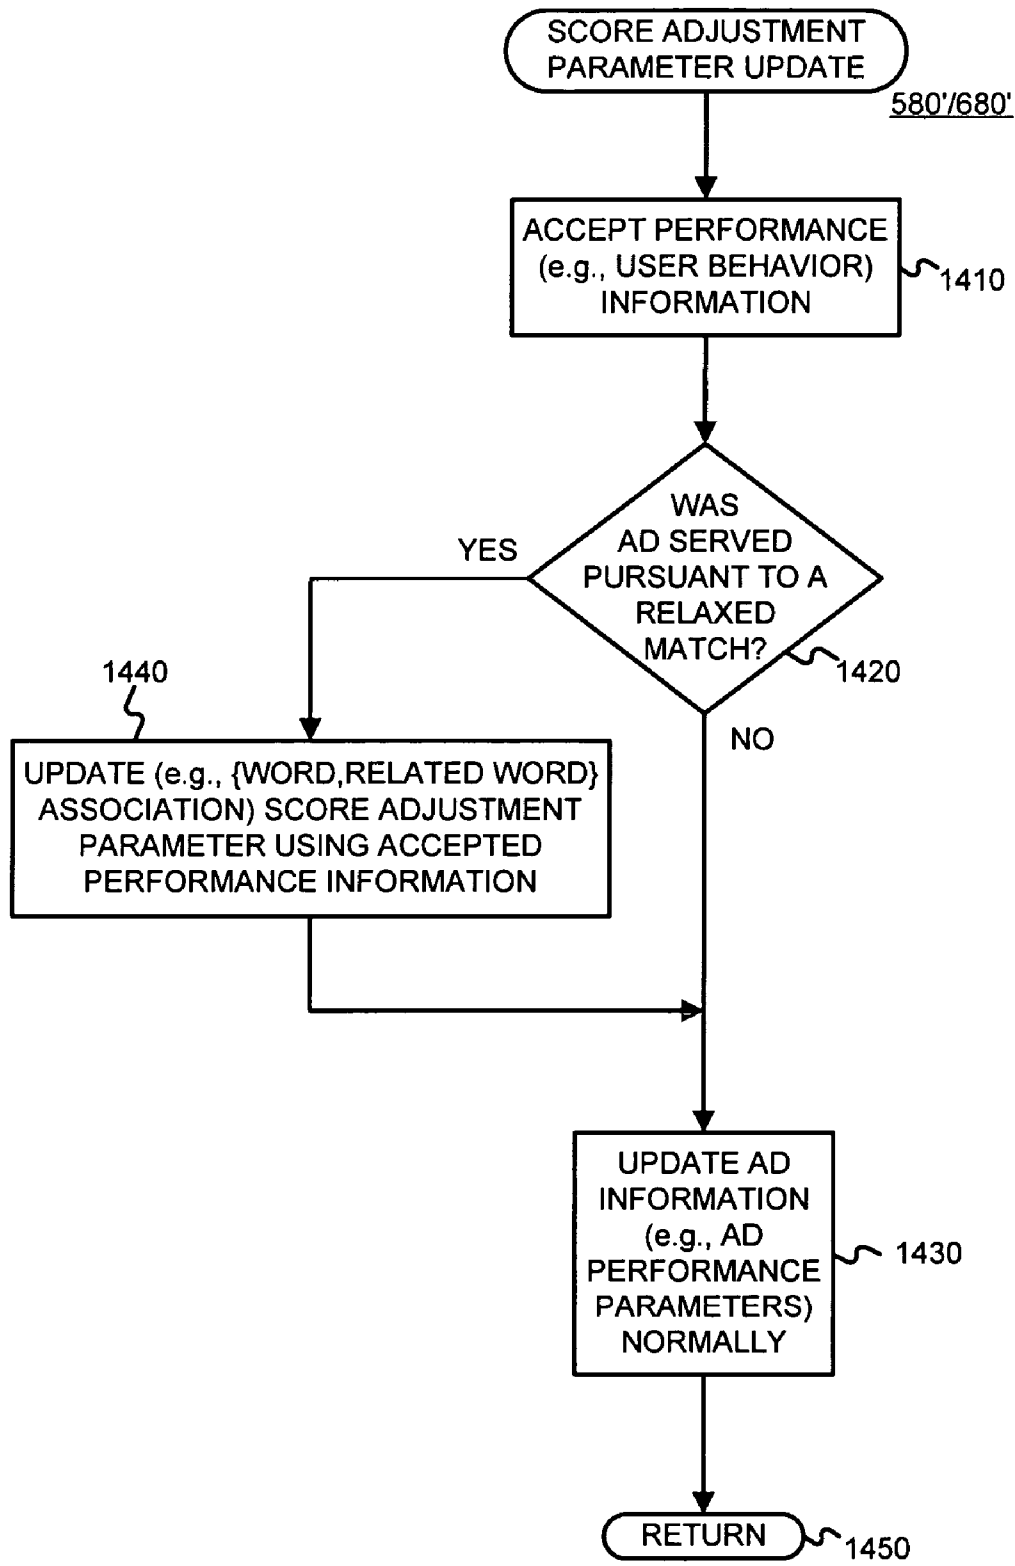 SCORE ADJUSTMENT
PARAMETER UPDATE
580'/680'
ACCEPT PERFORMANCE
(e.g., USER BEHAVIOR)
INFORMATION
1410
WAS
AD SERVED
PURSUANT TO A
RELAXED
MATCH?
YES
1420
1440
NO
UPDATE (e.g., {WORD,RELATED WORD}
ASSOCIATION) SCORE ADJUSTMENT
PARAMETER USING ACCEPTED
PERFORMANCE INFORMATION
UPDATE AD
INFORMATION
(e.g., AD
PERFORMANCE
PARAMETERS)
NORMALLY
1430
RETURN
1450